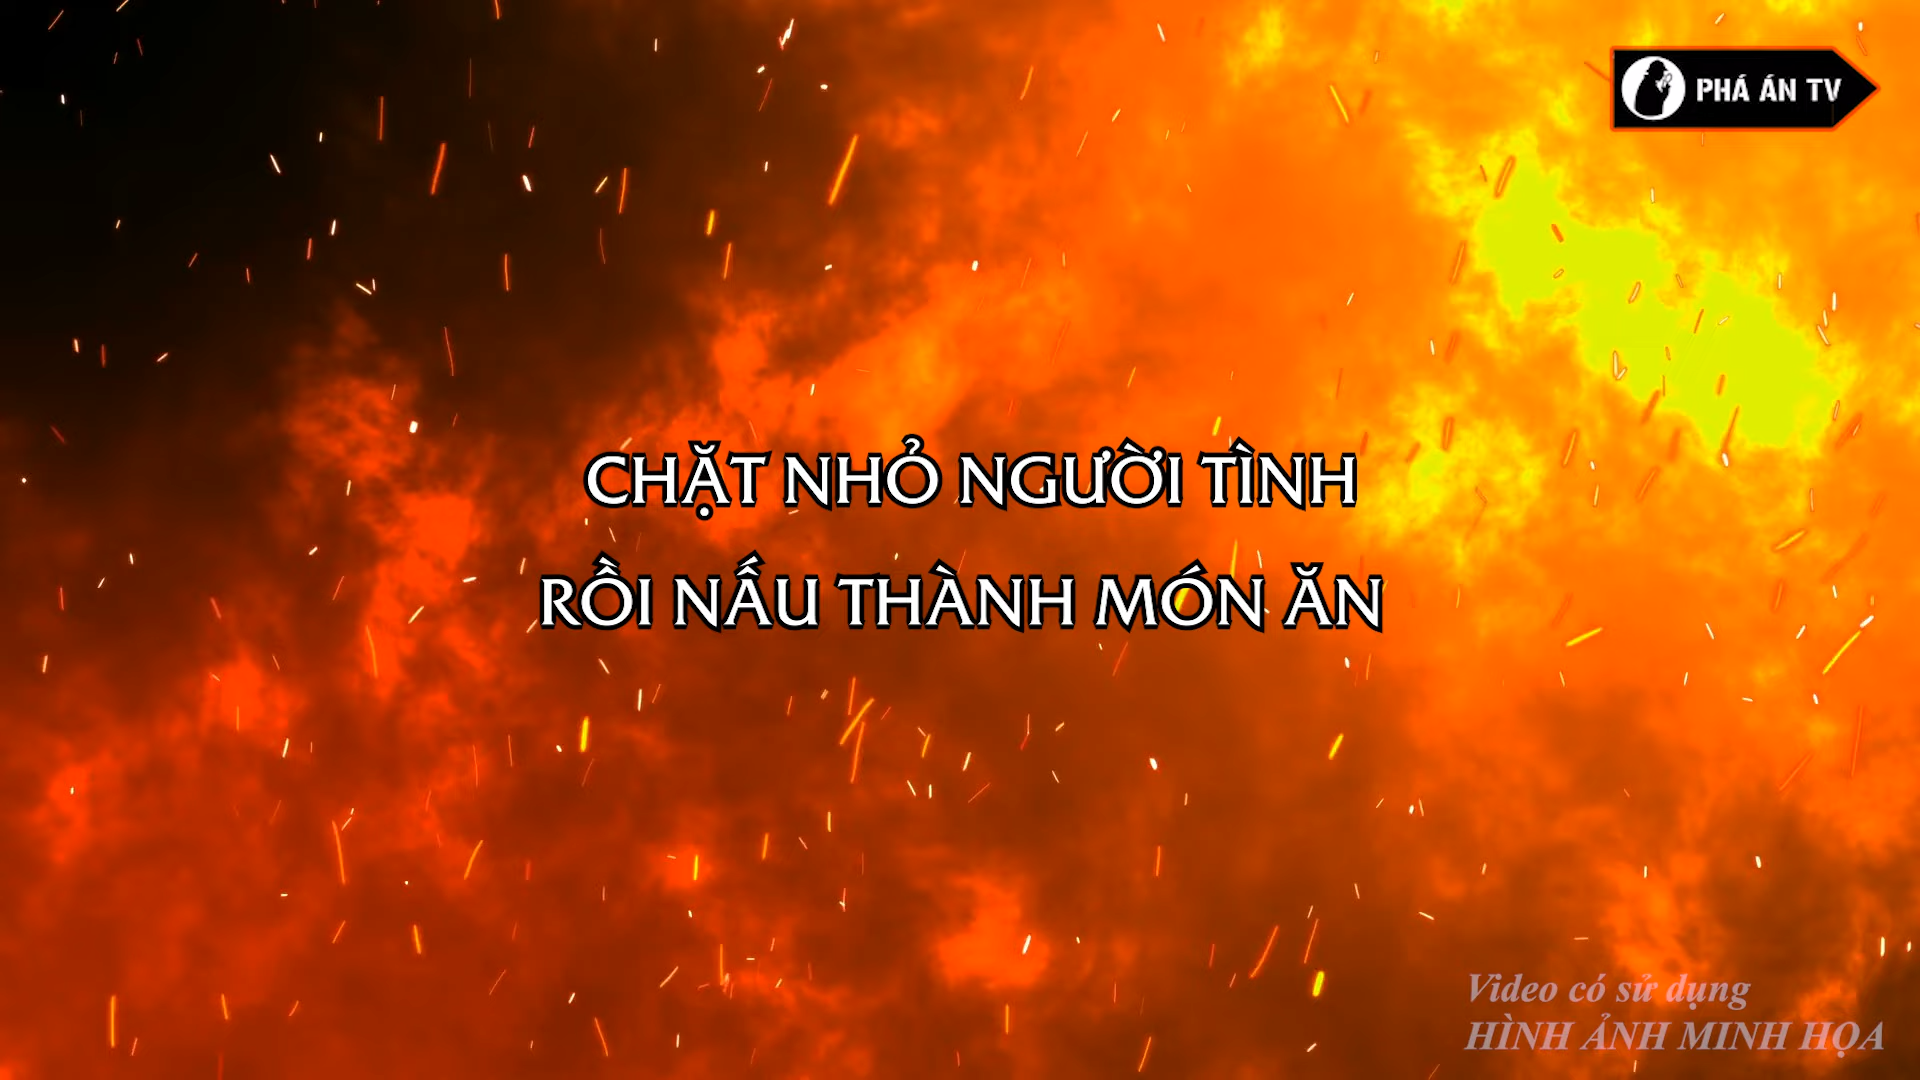 PHÁ ÁN TV
CHẶT NHỎ NGƯỜI TÌNH
RỒI NẤU THÀNH MÓN ĂN
Video có sử dụng
HÌNH ẢNH MINH HỌA